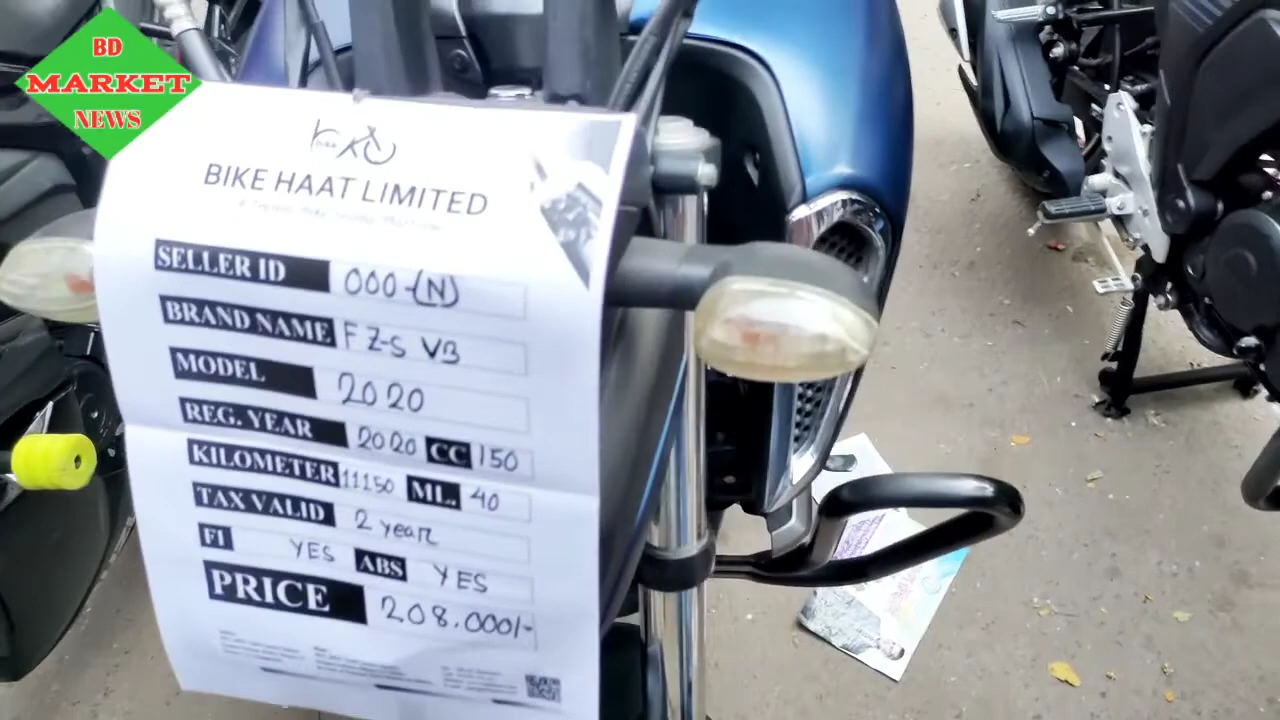 BD
MARKET
NEWS
BIKE HAAT LIMITED
SELLER ID 000-(N)
BRAND NAME FZ-S V3
MODEL 2020
REG. YEAR 2020 CC 150
KILOMETER 11150 ML. 40
TAX VALID 2 year
FI YES ABS YES
PRICE 208.000/-